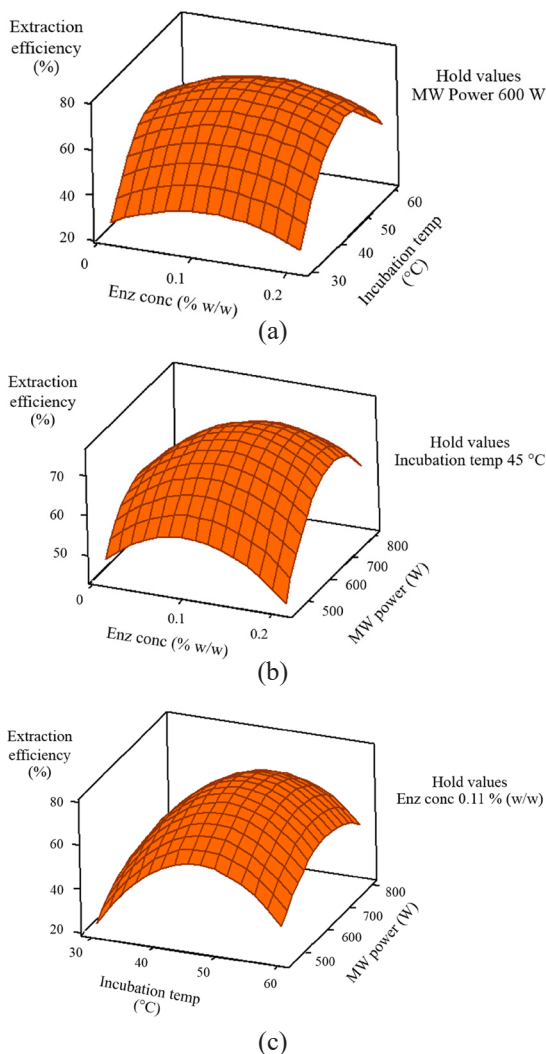 Extraction
efficiency
(%)
Hold values
MW Power 600 W
80
60
40
20
0
0.1
0.2
Enz conc (% w/w)
30
40
50
60
Incubation temp
(°C)
(a)
Extraction
efficiency
(%)
Hold values
Incubation temp 45 °C
70
60
50
0
0.1
0.2
Enz conc (% w/w)
500
600
700
800
MW power (W)
(b)
Extraction
efficiency
(%)
Hold values
Enz conc 0.11 % (w/w)
80
60
40
20
30
40
50
60
Incubation temp
(°C)
500
600
700
800
MW power (W)
(c)